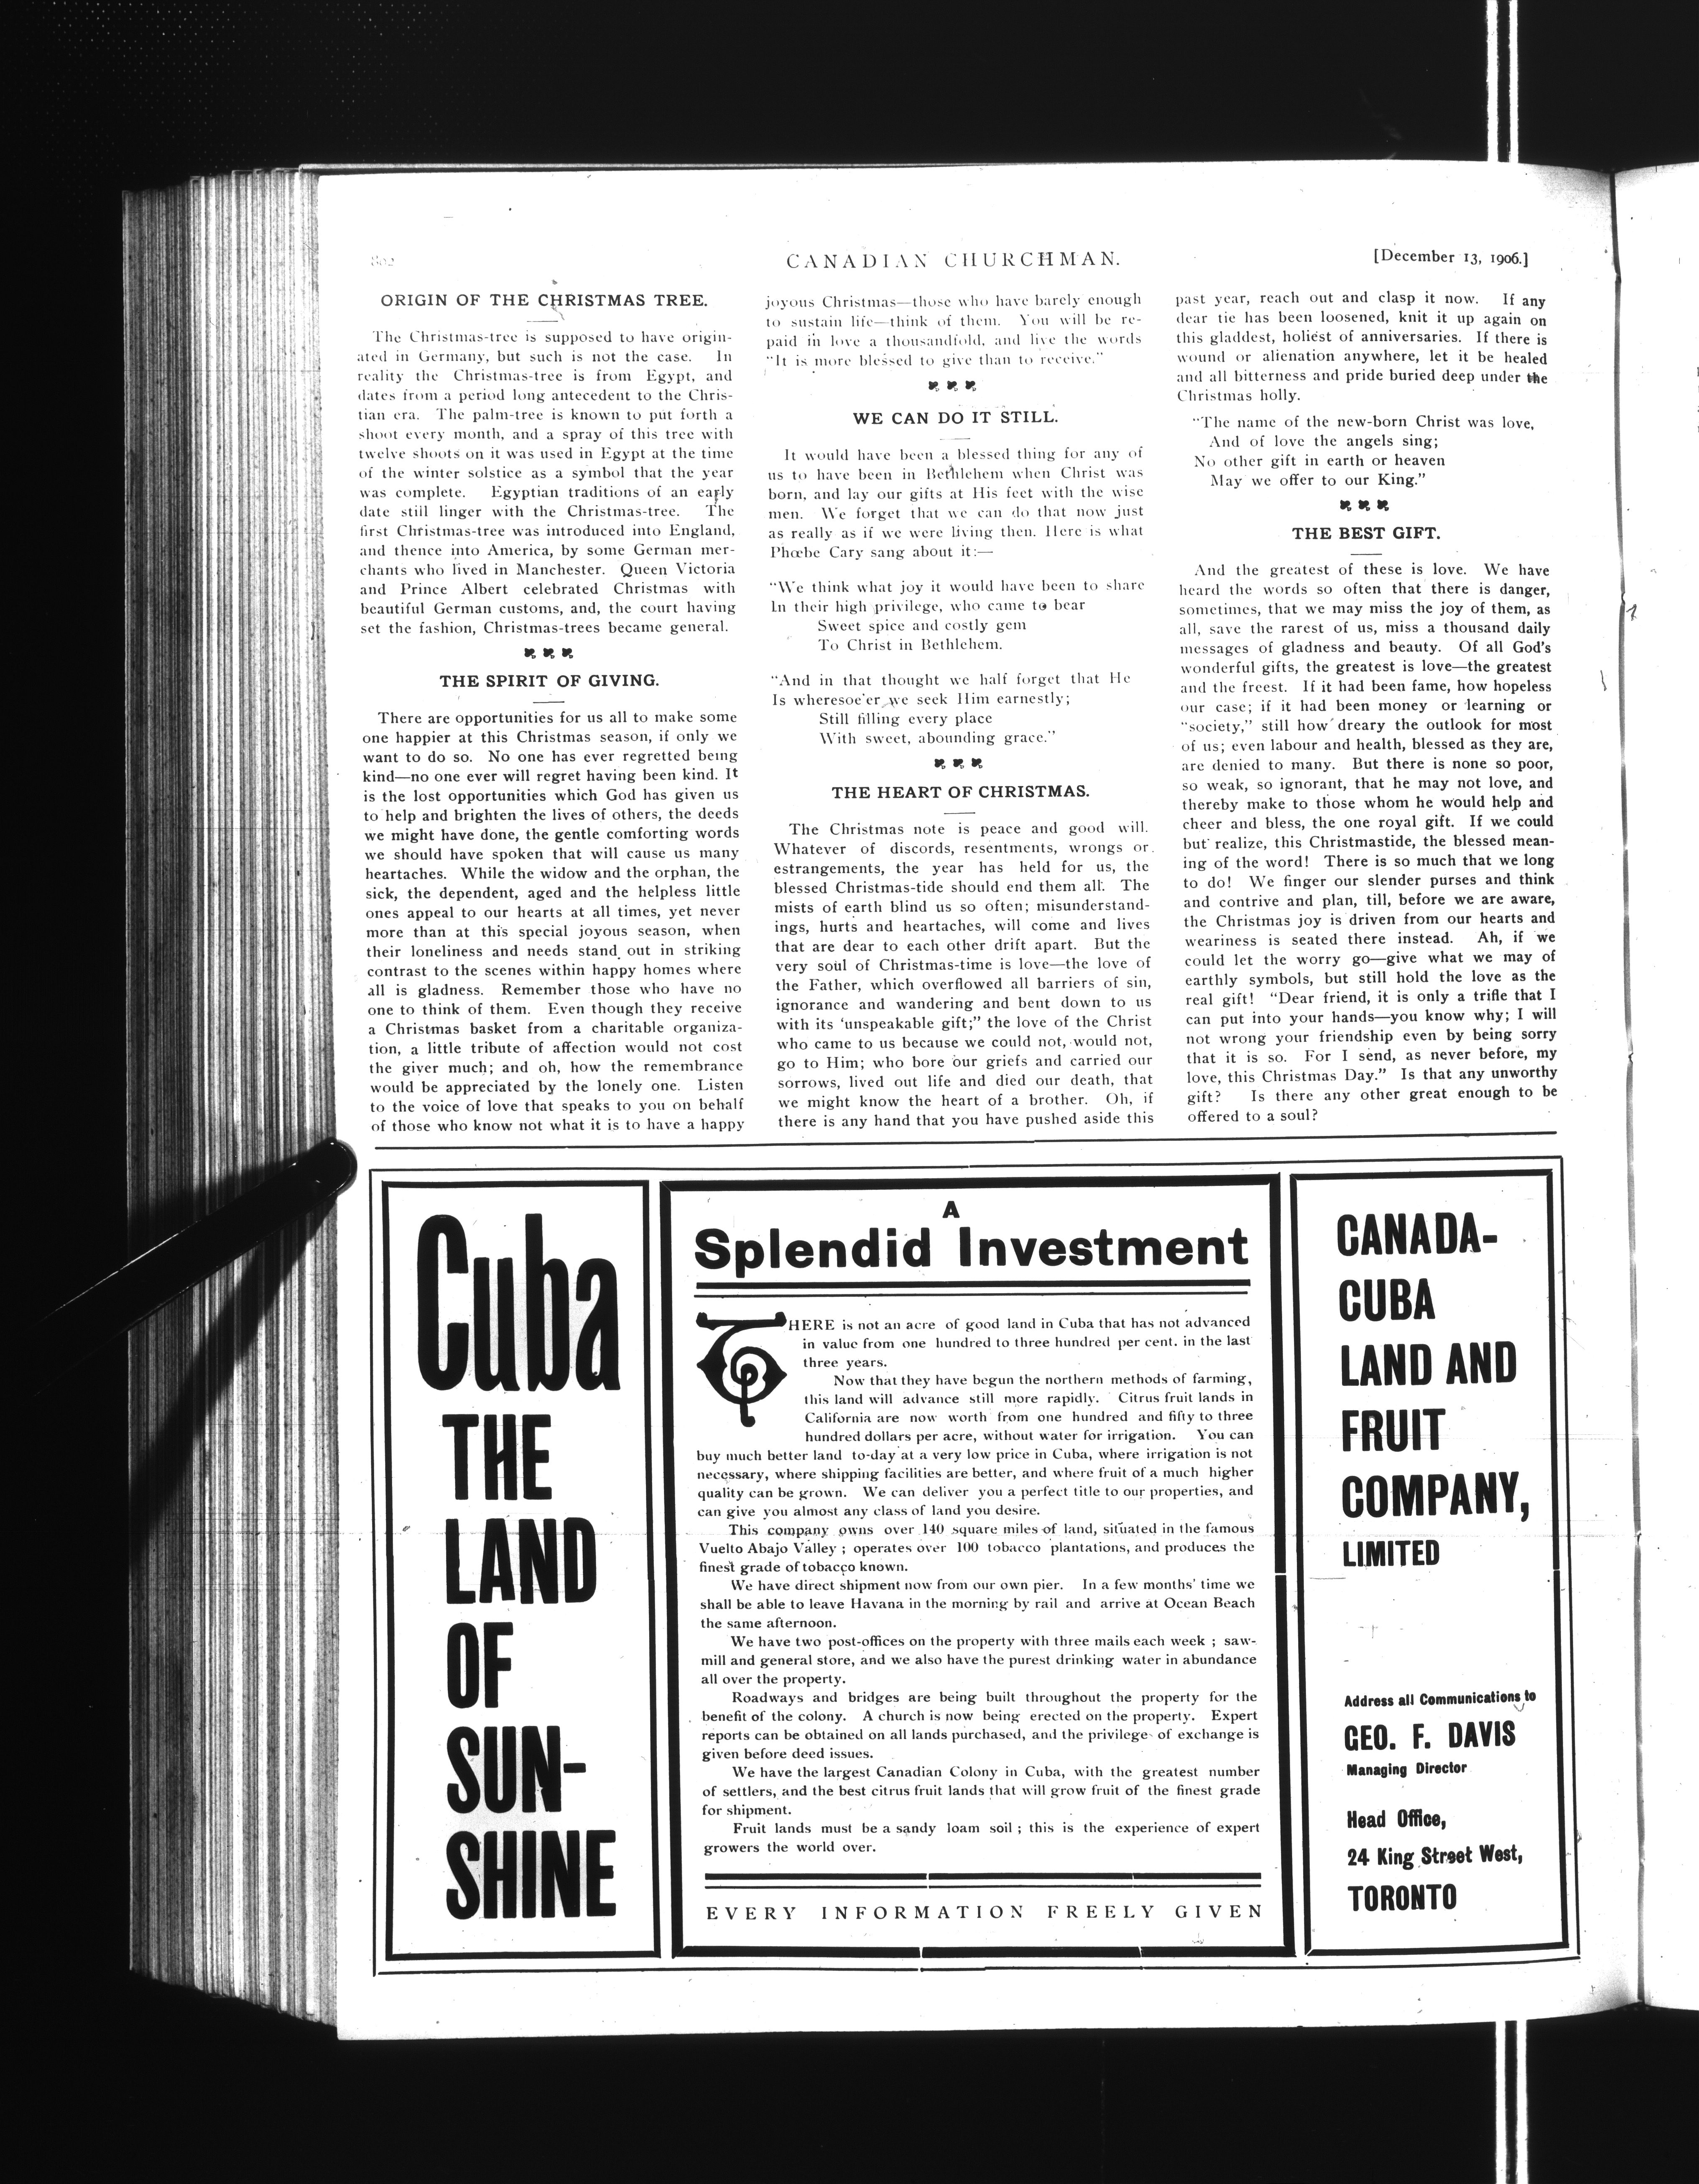 802
CANADIAN CHURCHMAN.
[December 13, 1906.]
ORIGIN OF THE CHRISTMAS TREE.
The Christmas-tree is supposed to have origin-
ated in Germany, but such is not the case. In
reality the Christmas-tree is from Egypt, and
dates from a period long antecedent to the Chris-
tian era. The palm-tree is known to put forth a
shoot every month, and a spray of this tree with
twelve shoots on it was used in Egypt at the time
of the winter solstice as a symbol that the year
was complete. Egyptian traditions of an early
date still linger with the Christmas-tree. The
first Christmas-tree was introduced into England,
and thence into America, by some German mer-
chants who lived in Manchester. Queen Victoria
and Prince Albert celebrated Christmas with
beautiful German customs, and, the court having
set the fashion, Christmas-trees became general.
THE SPIRIT OF GIVING.
There are opportunities for us all to make some
one happier at this Christmas season, if only we
want to do so. No one has ever regretted being
kind—no one ever will regret having been kind. It
is the lost opportunities which God has given us
to help and brighten the lives of others, the deeds
we might have done, the gentle comforting words
we should have spoken that will cause us many
heartaches. While the widow and the orphan, the
sick, the dependent, aged and the helpless little
ones appeal to our hearts at all times, yet never
more than at this special joyous season, when
their loneliness and needs stand out in striking
contrast to the scenes within happy homes where
all is gladness. Remember those who have no
one to think of them. Even though they receive
a Christmas basket from a charitable organiza-
tion, a little tribute of affection would not cost
the giver much; and oh, how the remembrance
would be appreciated by the lonely one. Listen
to the voice of love that speaks to you on behalf
of those who know not what it is to have a happy
joyous Christmas—those who have barely enough
to sustain life—think of them. You will be re-
paid in love a thousandfold, and live the words
"It is more blessed to give than to receive."
WE CAN DO IT STILL.
It would have been a blessed thing for any of
us to have been in Bethlehem when Christ was
born, and lay our gifts at His feet with the wise
men. We forget that we can do that now just
as really as if we were living then. Here is what
Phœbe Cary sang about it:—
"We think what joy it would have been to share
In their high privilege, who came to bear
Sweet spice and costly gem
To Christ in Bethlehem.
"And in that thought we half forget that He
Is wheresoe'er we seek Him earnestly;
Still filling every place
With sweet, abounding grace."
THE HEART OF CHRISTMAS.
The Christmas note is peace and good will.
Whatever of discords, resentments, wrongs or
estrangements, the year has held for us, the
blessed Christmas-tide should end them all. The
mists of earth blind us so often; misunderstand-
ings, hurts and heartaches, will come and lives
that are dear to each other drift apart. But the
very soul of Christmas-time is love—the love of
the Father, which overflowed all barriers of sin,
ignorance and wandering and bent down to us
with its 'unspeakable gift;" the love of the Christ
who came to us because we could not, would not,
go to Him; who bore our griefs and carried our
sorrows, lived out life and died our death, that
we might know the heart of a brother. Oh, if
there is any hand that you have pushed aside this
past year, reach out and clasp it now. If any
dear tie has been loosened, knit it up again on
this gladdest, holiest of anniversaries. If there is
wound or alienation anywhere, let it be healed
and all bitterness and pride buried deep under the
Christmas holly.
"The name of the new-born Christ was love,
And of love the angels sing;
No other gift in earth or heaven
May we offer to our King."
THE BEST GIFT.
And the greatest of these is love. We have
heard the words so often that there is danger,
sometimes, that we may miss the joy of them, as
all, save the rarest of us, miss a thousand daily
messages of gladness and beauty. Of all God's
wonderful gifts, the greatest is love—the greatest
and the freest. If it had been fame, how hopeless
our case; if it had been money or learning or
"society," still how dreary the outlook for most
of us; even labour and health, blessed as they are,
are denied to many. But there is none so poor,
so weak, so ignorant, that he may not love, and
thereby make to those whom he would help and
cheer and bless, the one royal gift. If we could
but realize, this Christmastide, the blessed mean-
ing of the word! There is so much that we long
to do! We finger our slender purses and think
and contrive and plan, till, before we are aware,
the Christmas joy is driven from our hearts and
weariness is seated there instead. Ah, if we
could let the worry go—give what we may of
earthly symbols, but still hold the love as the
real gift! "Dear friend, it is only a trifle that I
can put into your hands—you know why; I will
not wrong your friendship even by being sorry
that it is so. For I send, as never before, my
love, this Christmas Day." Is that any unworthy
gift? Is there any other great enough to be
offered to a soul?
Cuba
THE
LAND
OF
SUN-
SHINE
A
Splendid Investment
THERE is not an acre of good land in Cuba that has not advanced
in value from one hundred to three hundred per cent. in the last
three years.
Now that they have begun the northern methods of farming,
this land will advance still more rapidly. Citrus fruit lands in
California are now worth from one hundred and fifty to three
hundred dollars per acre, without water for irrigation. You can
buy much better land to-day at a very low price in Cuba, where irrigation is not
necessary, where shipping facilities are better, and where fruit of a much higher
quality can be grown. We can deliver you a perfect title to our properties, and
can give you almost any class of land you desire.
This company owns over 140 square miles of land, situated in the famous
Vuelto Abajo Valley ; operates over 100 tobacco plantations, and produces the
finest grade of tobacco known.
We have direct shipment now from our own pier. In a few months' time we
shall be able to leave Havana in the morning by rail and arrive at Ocean Beach
the same afternoon.
We have two post-offices on the property with three mails each week ; saw-
mill and general store, and we also have the purest drinking water in abundance
all over the property.
Roadways and bridges are being built throughout the property for the
benefit of the colony. A church is now being erected on the property. Expert
reports can be obtained on all lands purchased, and the privilege of exchange is
given before deed issues.
We have the largest Canadian Colony in Cuba, with the greatest number
of settlers, and the best citrus fruit lands that will grow fruit of the finest grade
for shipment.
Fruit lands must be a sandy loam soil ; this is the experience of expert
growers the world over.
EVERY INFORMATION FREELY GIVEN
CANADA-
CUBA
LAND AND
FRUIT
COMPANY,
LIMITED
Address all Communications to
GEO. F. DAVIS
Managing Director
Head Office,
24 King Street West,
TORONTO